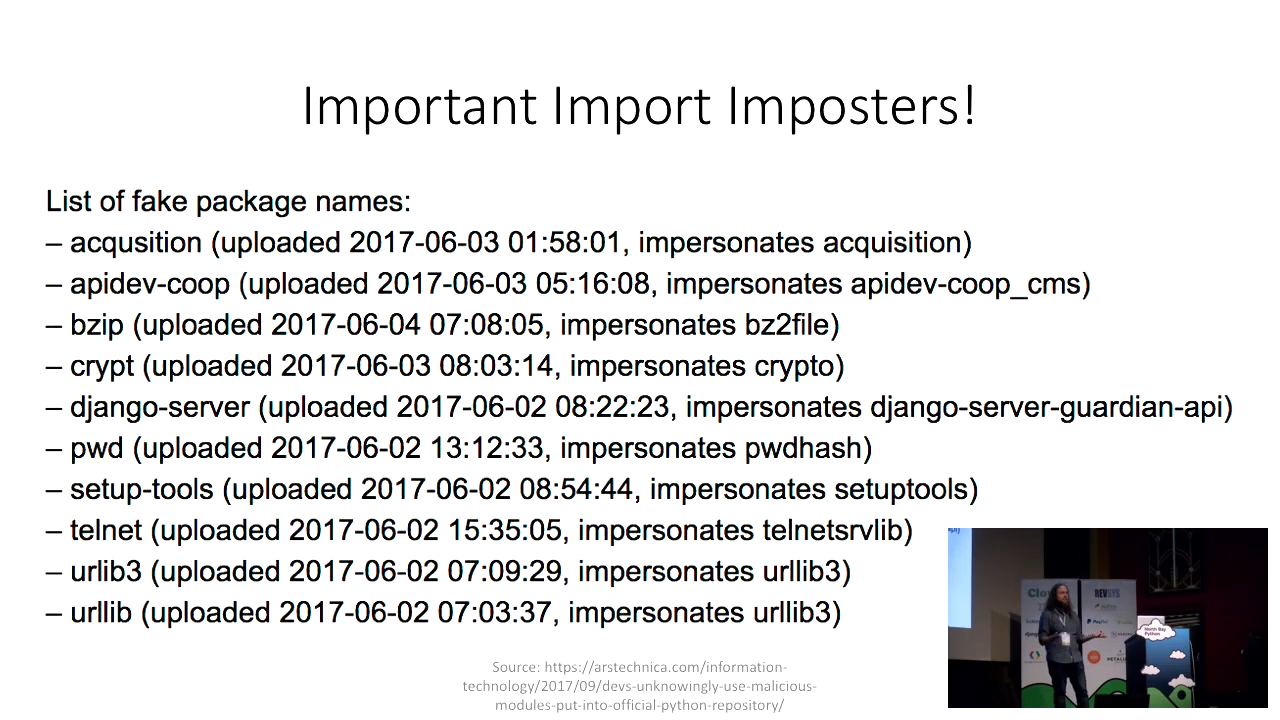 Important Import Imposters!
List of fake package names:
– acqusition (uploaded 2017-06-03 01:58:01, impersonates acquisition)
– apidev-coop (uploaded 2017-06-03 05:16:08, impersonates apidev-coop_cms)
– bzip (uploaded 2017-06-04 07:08:05, impersonates bz2file)
– crypt (uploaded 2017-06-03 08:03:14, impersonates crypto)
– django-server (uploaded 2017-06-02 08:22:23, impersonates django-server-guardian-api)
– pwd (uploaded 2017-06-02 13:12:33, impersonates pwdhash)
– setup-tools (uploaded 2017-06-02 08:54:44, impersonates setuptools)
– telnet (uploaded 2017-06-02 15:35:05, impersonates telnetsrvlib)
– urlib3 (uploaded 2017-06-02 07:09:29, impersonates urllib3)
– urllib (uploaded 2017-06-02 07:03:37, impersonates urllib3)
Source: https://arstechnica.com/information-
technology/2017/09/devs-unknowingly-use-malicious-
modules-put-into-official-python-repository/
REVSYS
PayPal
North Bay
Python